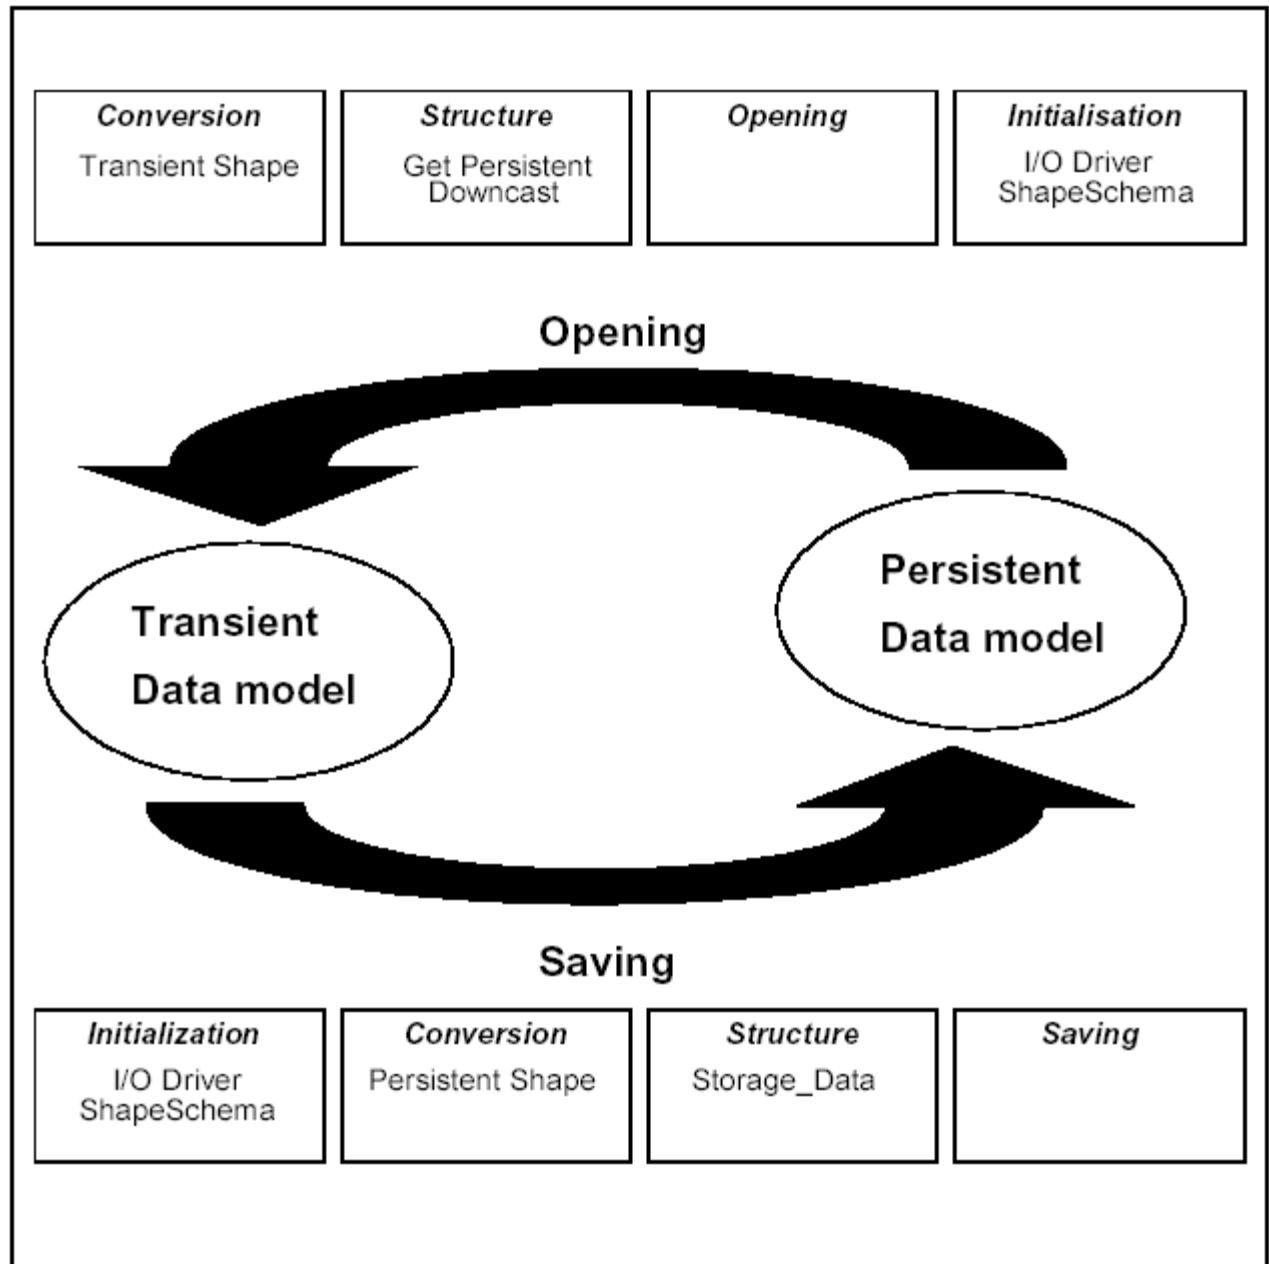 Conversion
Transient Shape
Structure
Get Persistent
Downcast
Opening
Initialisation
I/O Driver
ShapeSchema
Opening
Transient
Data model
Persistent
Data model
Saving
Initialization
I/O Driver
ShapeSchema
Conversion
Persistent Shape
Structure
Storage_Data
Saving